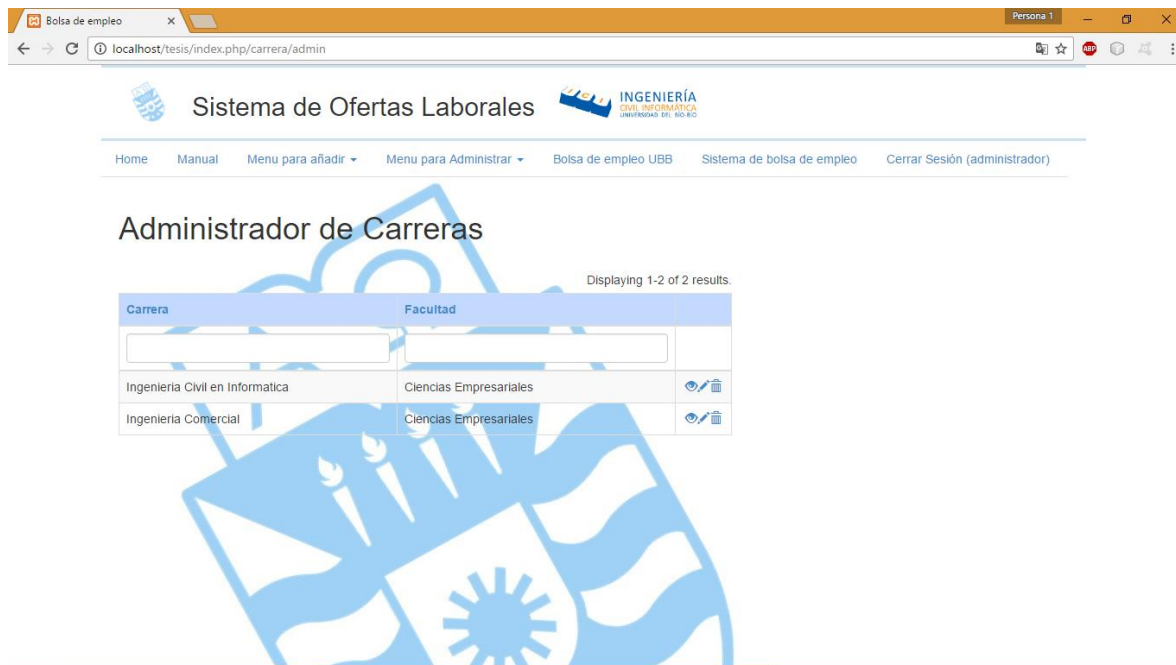 Bolsa de empleo
Persona 1
localhost/tesis/index.php/carrera/admin
ABP
Sistema de Ofertas Laborales
INGENIERÍA
CIVIL INFORMÁTICA
UNIVERSIDAD DEL BÍO-BÍO
Home Manual Menu para añadir Menu para Administrar Bolsa de empleo UBB Sistema de bolsa de empleo Cerrar Sesión (administrador)
Administrador de Carreras
Displaying 1-2 of 2 results.
Carrera Facultad
Ingenieria Civil en Informatica Ciencias Empresariales
Ingenieria Comercial Ciencias Empresariales